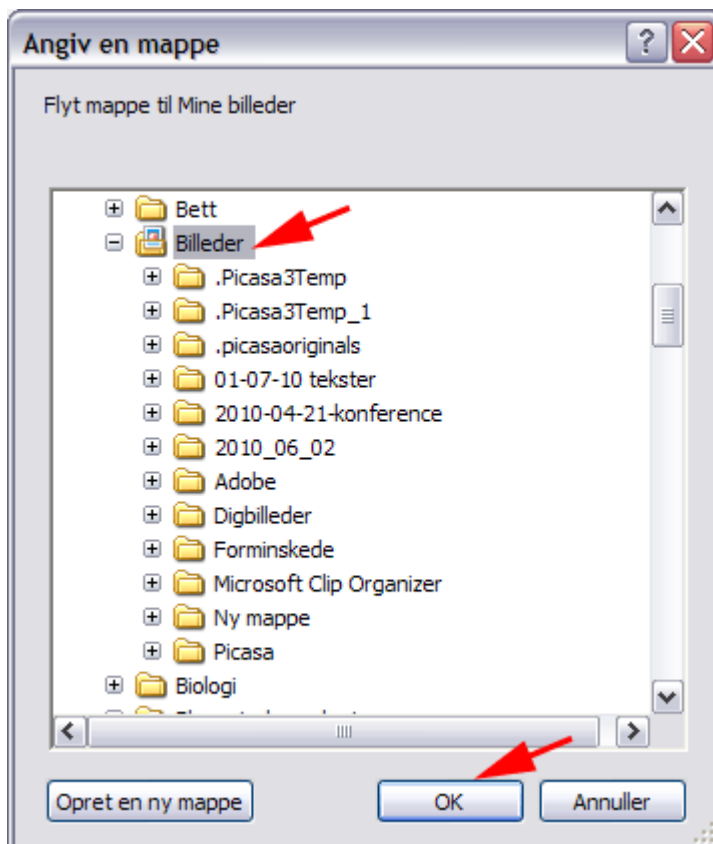 Angiv en mappe
Flyt mappe til Mine billeder
Bett
Billeder
.Picasa3Temp
.Picasa3Temp_1
.picasaoriginals
01-07-10 tekster
2010-04-21-konference
2010_06_02
Adobe
Digbilleder
Forminskede
Microsoft Clip Organizer
Ny mappe
Picasa
Biologi
Opret en ny mappe OK Annuller